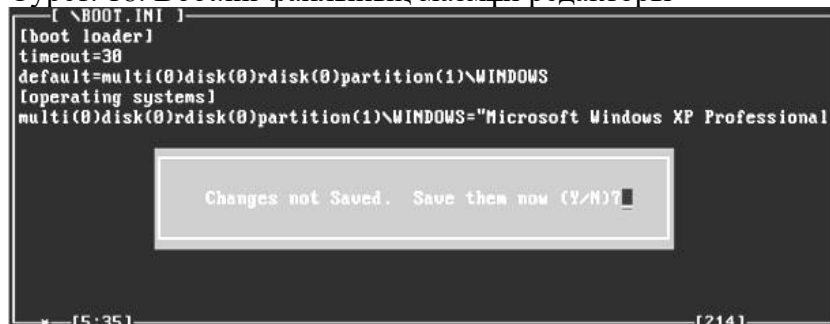 [ \BOOT.INI ]
[boot loader]
timeout=30
default=multi(0)disk(0)rdisk(0)partition(1)\WINDOWS
[operating systems]
multi(0)disk(0)rdisk(0)partition(1)\WINDOWS="Microsoft Windows XP Professional
Changes not Saved. Save them now (Y/N)?
*—[5:35] [214]